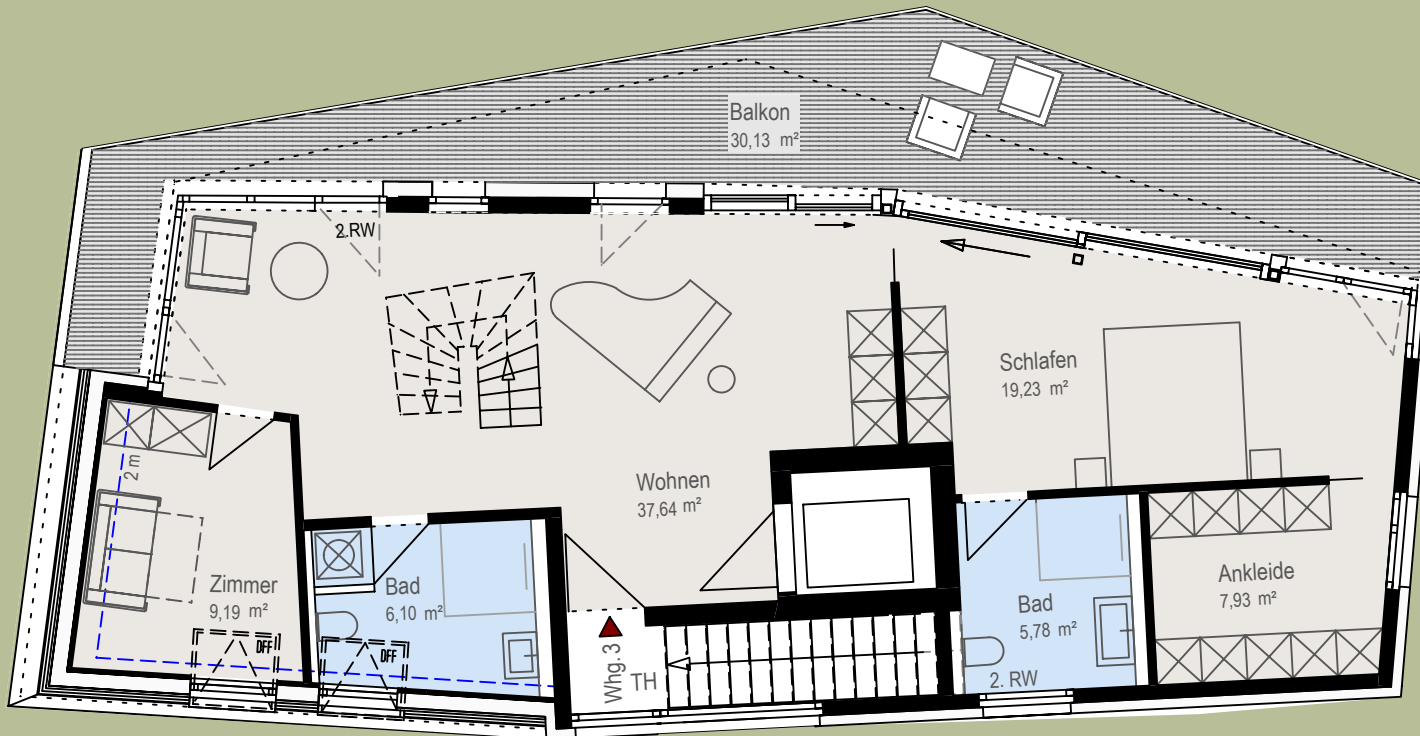 Balkon
30,13 m²
2.RW
Schlafen
19,23 m²
2 m
Wohnen
37,64 m²
Zimmer
9,19 m²
Bad
6,10 m²
Ankleide
7,93 m²
Bad
5,78 m²
DFF
DFF
Whg. 3
TH
2. RW